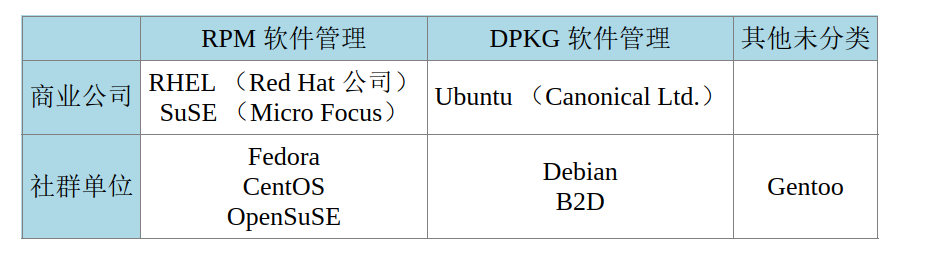 RPM 软件管理 DPKG 软件管理 其他未分类
商业公司 RHEL （Red Hat 公司） Ubuntu （Canonical Ltd.）
SuSE （Micro Focus）
社群单位 Fedora Debian Gentoo
CentOS B2D
OpenSuSE